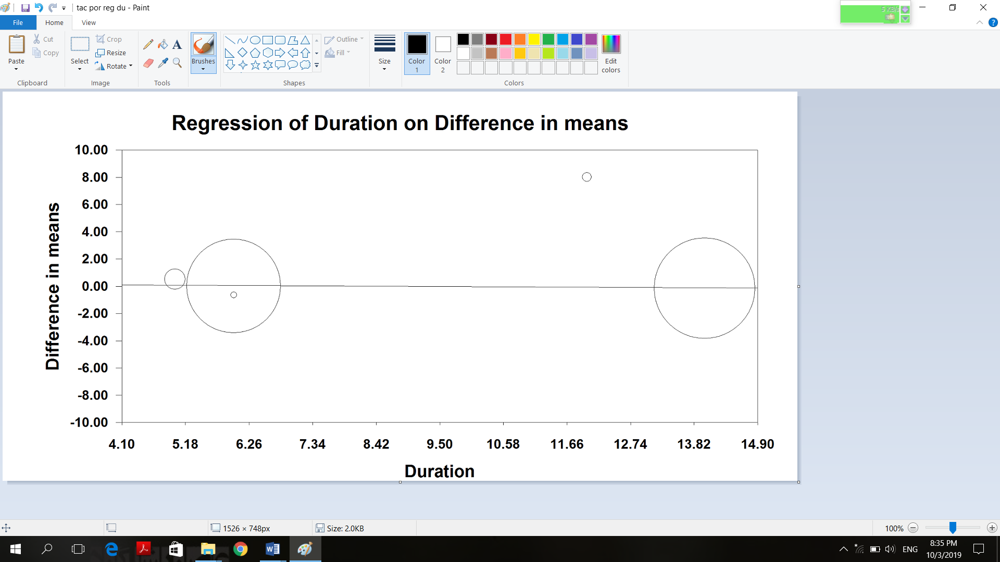 tac por reg du - Paint
5 KB/s
File Home View
Paste
Cut
Copy
Clipboard
Select
Crop
Resize
Rotate
Image
A
Tools
Brushes
Outline
Fill
Shapes
Size
Color 1
Color 2
Edit colors
Colors
Regression of Duration on Difference in means
Difference in means
10.00
8.00
6.00
4.00
2.00
0.00
-2.00
-4.00
-6.00
-8.00
-10.00
4.10 5.18 6.26 7.34 8.42 9.50 10.58 11.66 12.74 13.82 14.90
Duration
1526 × 748px
Size: 2.0KB
100%
ENG
8:35 PM
10/3/2019